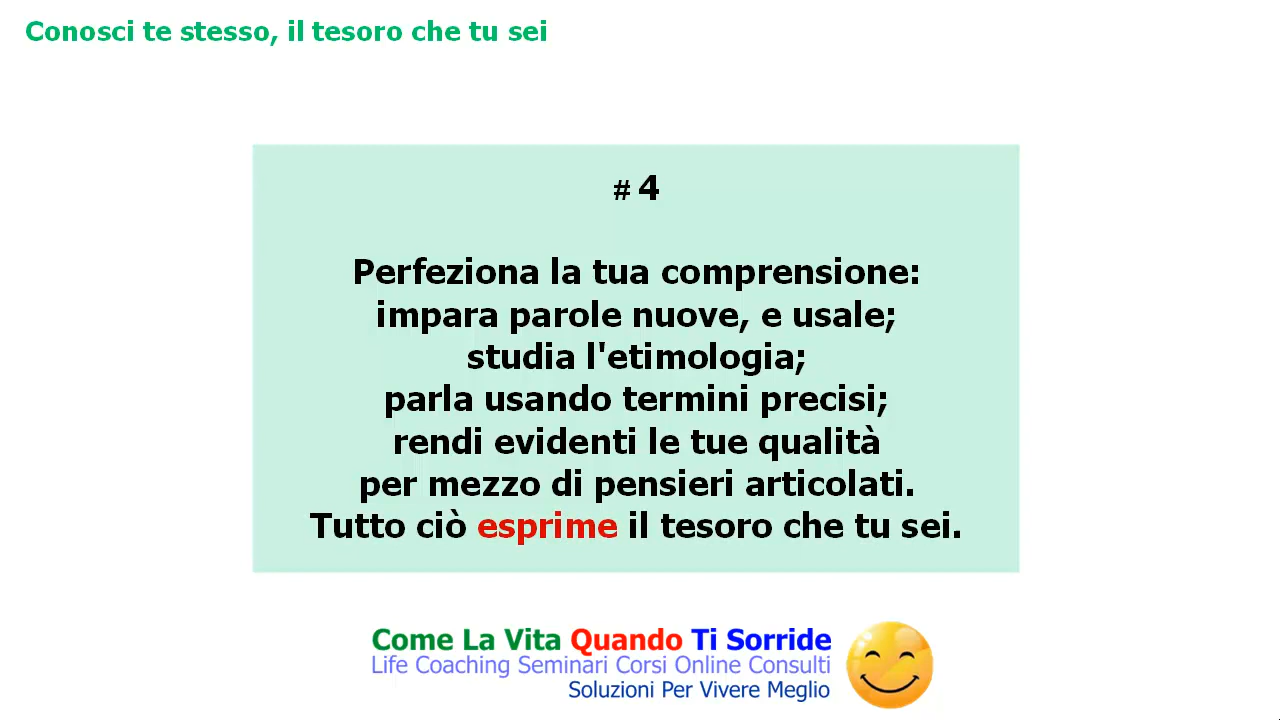 Conosci te stesso, il tesoro che tu sei
# 4
Perfeziona la tua comprensione:
impara parole nuove, e usale;
studia l'etimologia;
parla usando termini precisi;
rendi evidenti le tue qualità
per mezzo di pensieri articolati.
Tutto ciò esprime il tesoro che tu sei.
Come La Vita Quando Ti Sorride
Life Coaching Seminari Corsi Online Consulti
Soluzioni Per Vivere Meglio